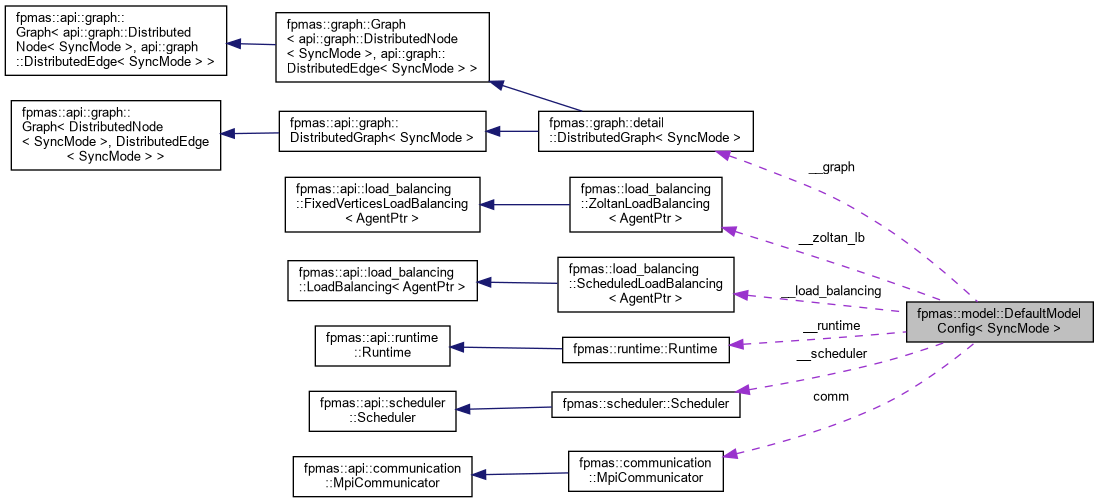 fpmas::api::graph::
Graph< api::graph::Distributed
Node< SyncMode >, api::graph
::DistributedEdge< SyncMode > >
fpmas::graph::Graph
< api::graph::DistributedNode
< SyncMode >, api::graph::
DistributedEdge< SyncMode > >
fpmas::api::graph::
Graph< DistributedNode
< SyncMode >, DistributedEdge
< SyncMode > >
fpmas::api::graph::
DistributedGraph< SyncMode >
fpmas::graph::detail
::DistributedGraph< SyncMode >
__graph
fpmas::api::load_balancing
::FixedVerticesLoadBalancing
< AgentPtr >
fpmas::load_balancing
::ZoltanLoadBalancing
< AgentPtr >
__zoltan_lb
fpmas::api::load_balancing
::LoadBalancing< AgentPtr >
fpmas::load_balancing
::ScheduledLoadBalancing
< AgentPtr >
__load_balancing
fpmas::model::DefaultModel
Config< SyncMode >
fpmas::api::runtime
::Runtime
fpmas::runtime::Runtime
__runtime
fpmas::api::scheduler
::Scheduler
fpmas::scheduler::Scheduler
__scheduler
fpmas::api::communication
::MpiCommunicator
fpmas::communication
::MpiCommunicator
comm